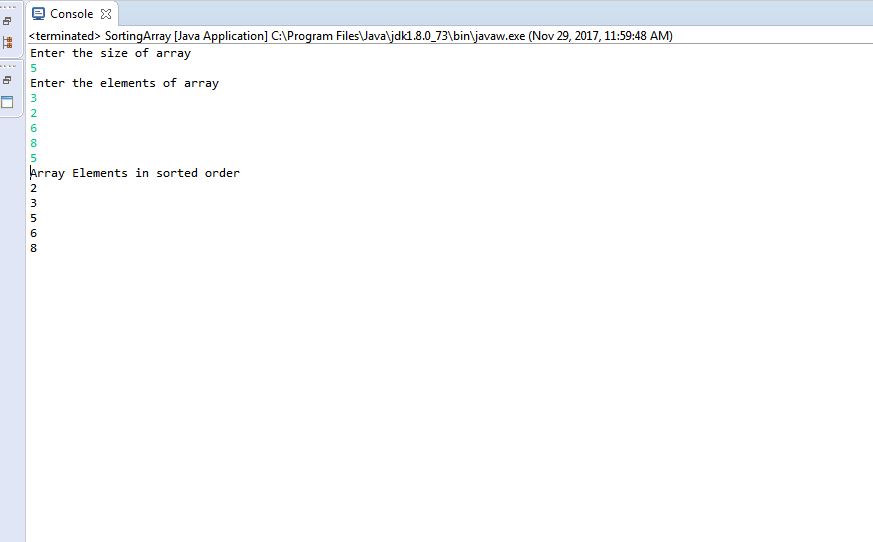 Console
<terminated> SortingArray [Java Application] C:\Program Files\Java\jdk1.8.0_73\bin\javaw.exe (Nov 29, 2017, 11:59:48 AM)
Enter the size of array
5
Enter the elements of array
3
2
6
8
5
Array Elements in sorted order
2
3
5
6
8